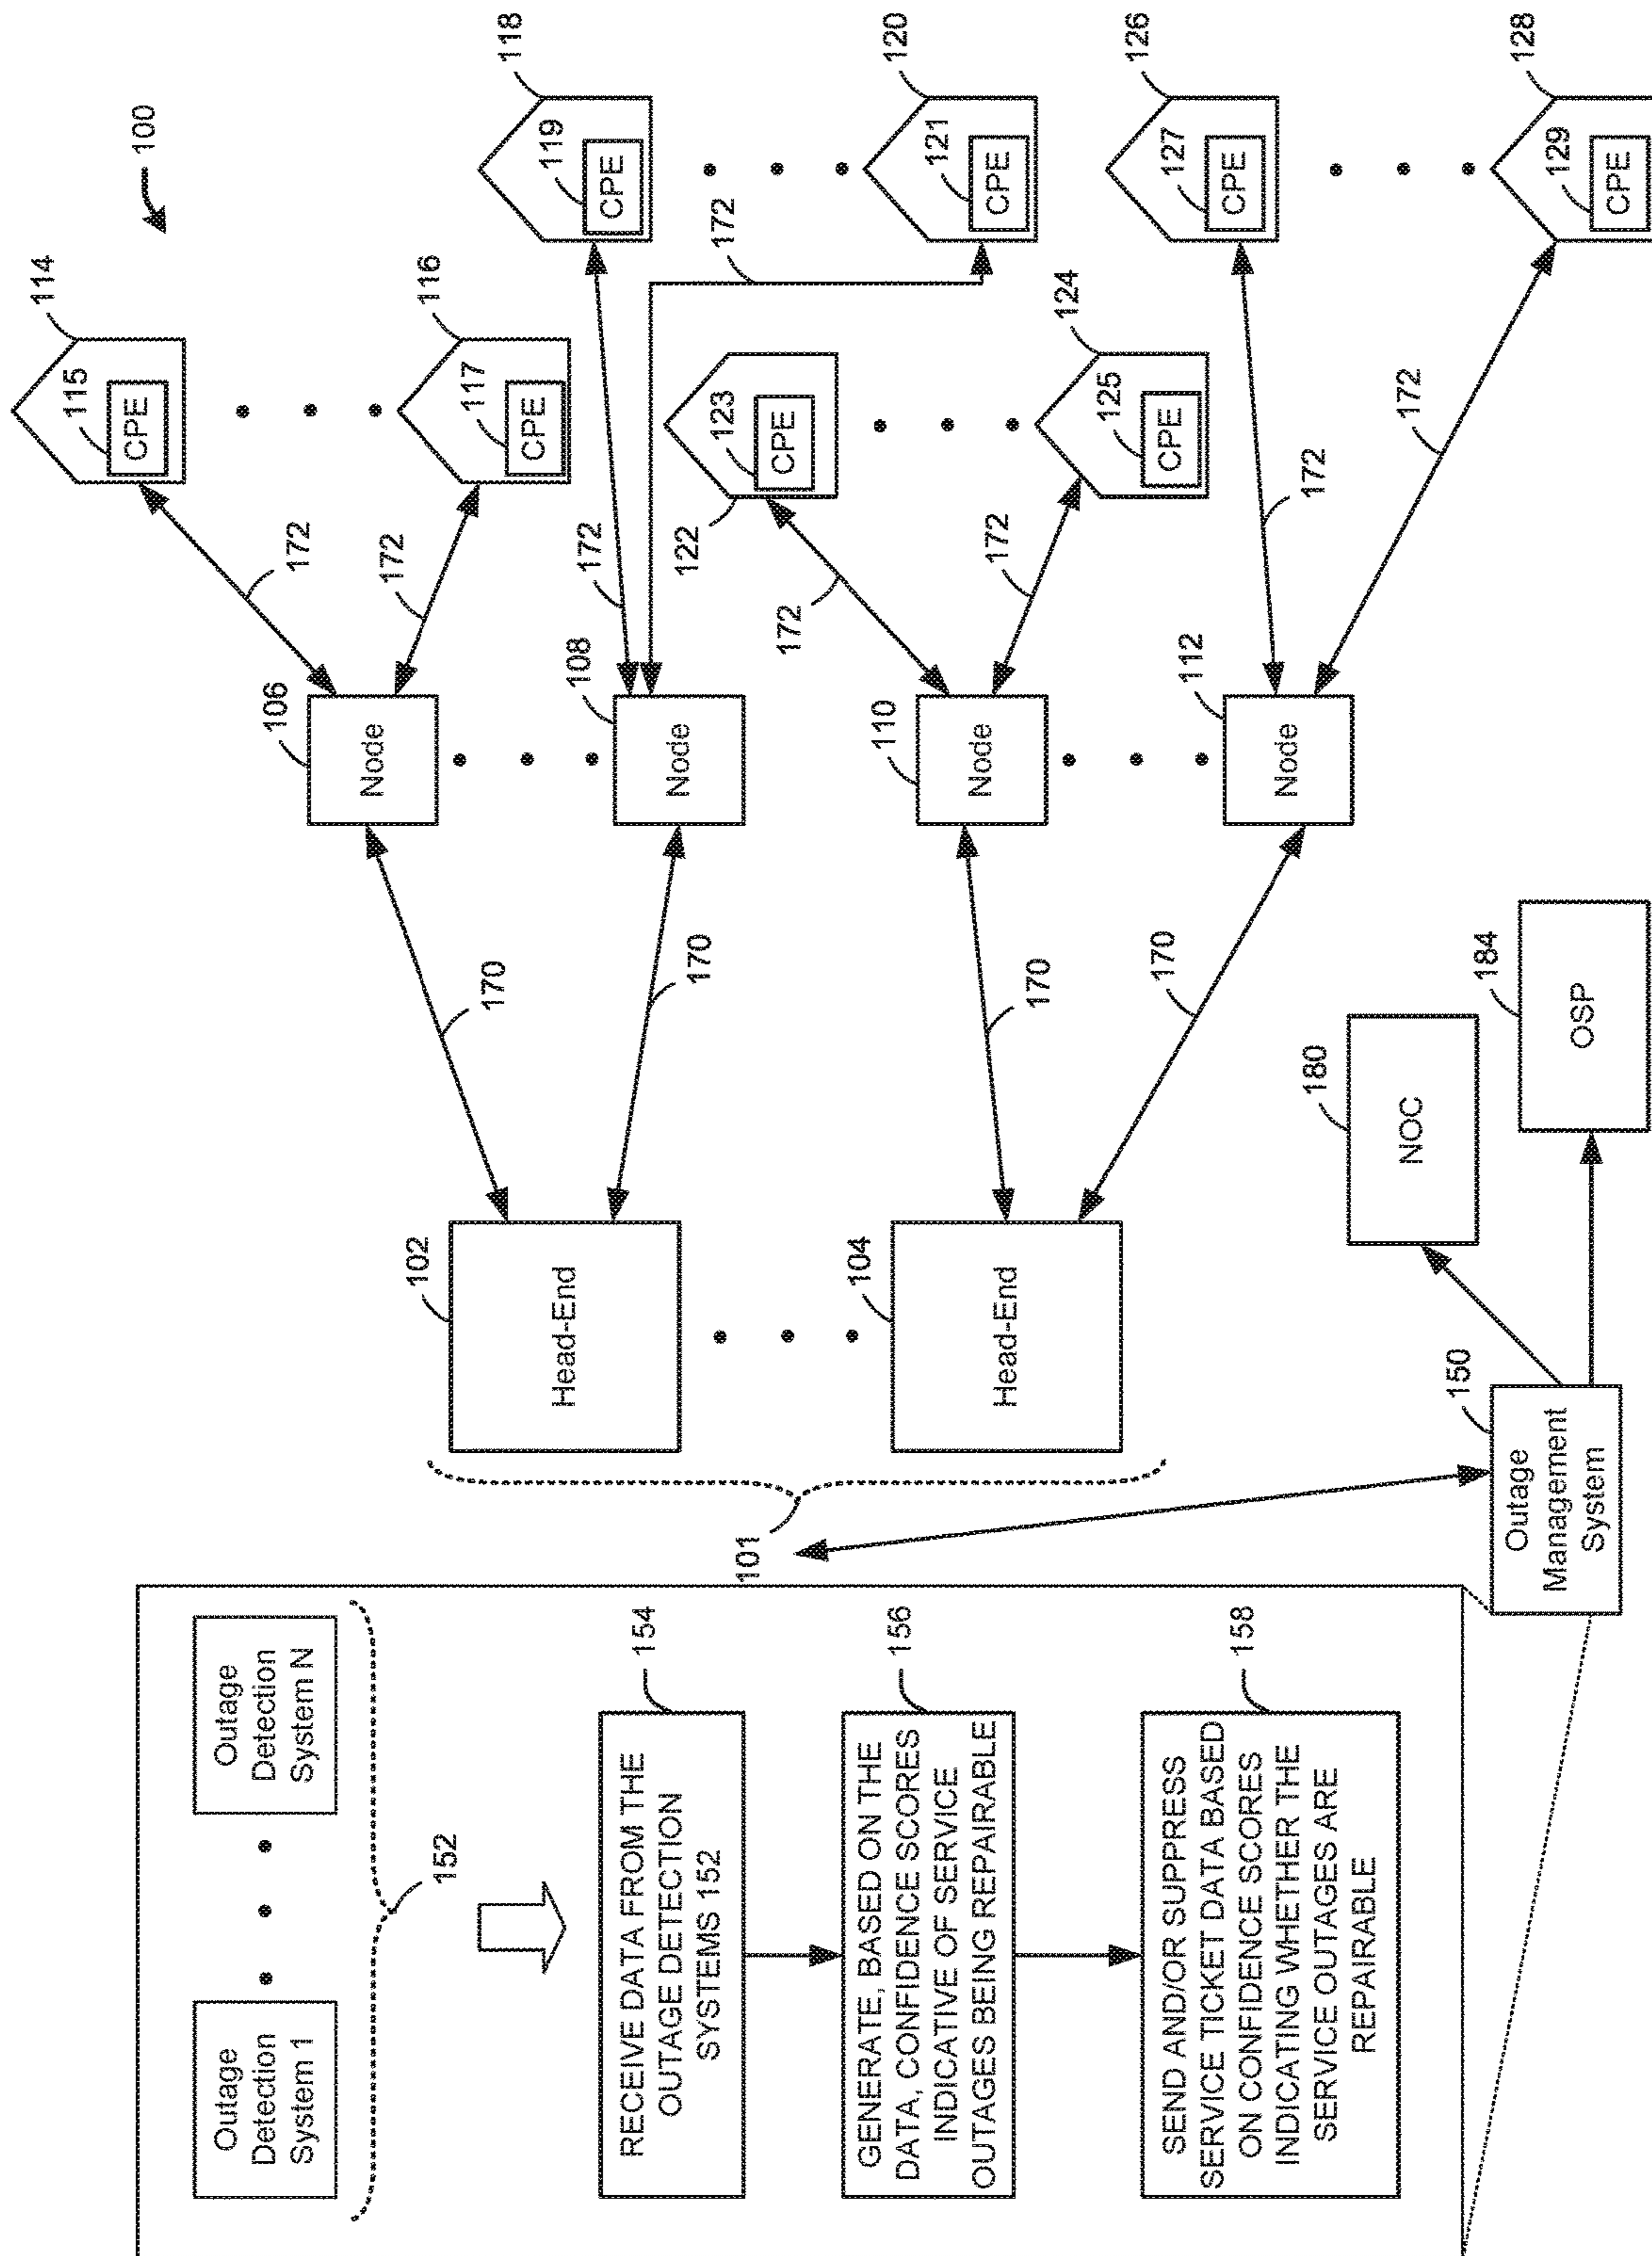 100
Outage
Detection
System 1
Outage
Detection
System N
152
RECEIVE DATA FROM THE
OUTAGE DETECTION
SYSTEMS 152
154
GENERATE, BASED ON THE
DATA, CONFIDENCE SCORES
INDICATIVE OF SERVICE
OUTAGES BEING REPAIRABLE
156
SEND AND/OR SUPPRESS
SERVICE TICKET DATA BASED
ON CONFIDENCE SCORES
INDICATING WHETHER THE
SERVICE OUTAGES ARE
REPAIRABLE
158
101
Outage
Management
System
150
102
Head-End
104
Head-End
NOC
180
OSP
184
170
170
170
170
106
Node
108
Node
110
Node
112
Node
172
172
172
172
172
172
172
172
114
115
CPE
116
117
CPE
118
119
CPE
120
121
CPE
122
123
CPE
124
125
CPE
126
127
CPE
128
129
CPE